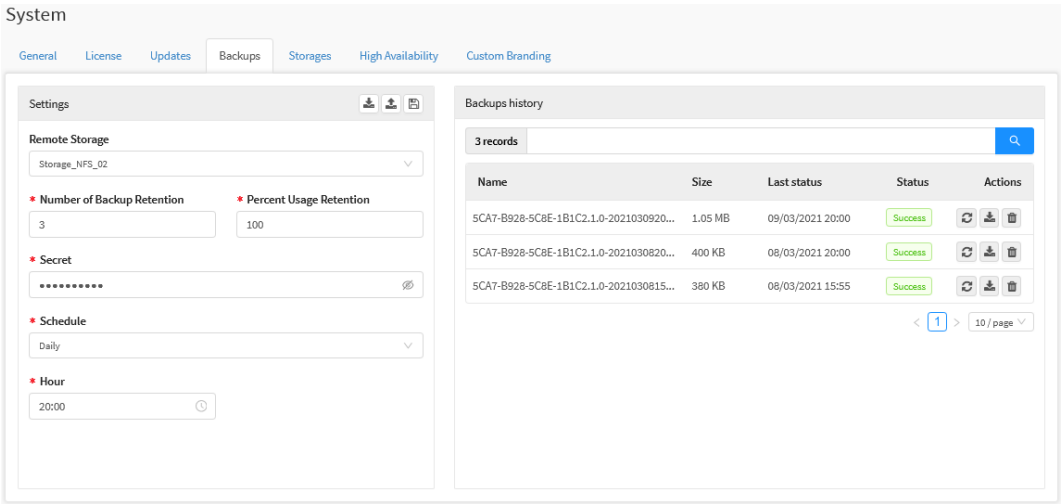 System
General License Updates Backups Storages High Availability Custom Branding
Settings
Remote Storage
Storage_NFS_02
* Number of Backup Retention * Percent Usage Retention
3 100
* Secret
••••••••••
* Schedule
Daily
* Hour
20:00
Backups history
3 records
Name Size Last status Status Actions
5CA7-B928-5C8E-1B1C2.1.0-2021030920... 1.05 MB 09/03/2021 20:00 Success
5CA7-B928-5C8E-1B1C2.1.0-2021030820... 400 KB 08/03/2021 20:00 Success
5CA7-B928-5C8E-1B1C2.1.0-2021030815... 380 KB 08/03/2021 15:55 Success
< 1 > 10 / page